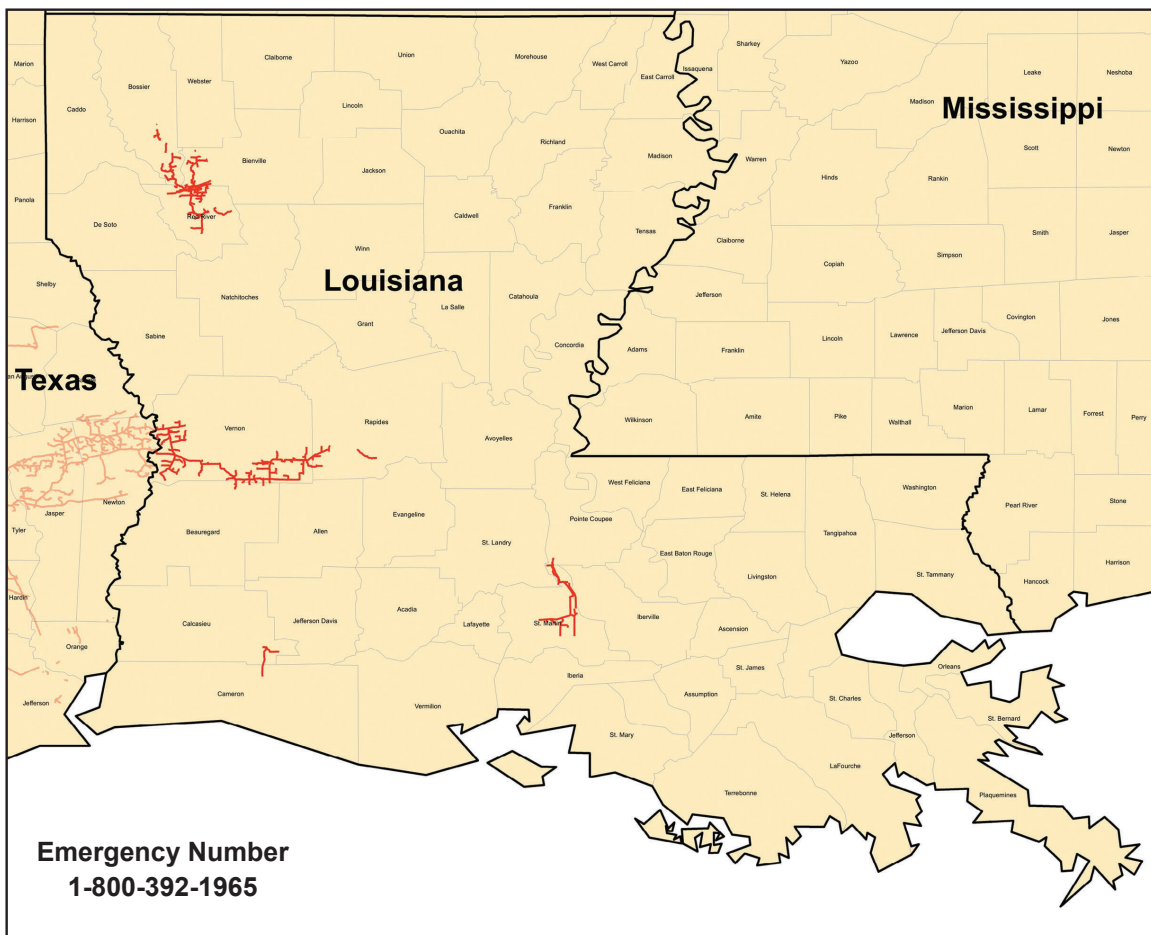 Sharkey
Claiborne
Union
Morehouse
West Carroll
Issaquena
Yazoo
Marion
Webster
East Carroll
Leake
Neshoba
Bossier
Caddo
Lincoln
Madison
Mississippi
Harrison
Ouachita
Richland
Madison
Warren
Scott
Newton
Bienville
Jackson
Hinds
Rankin
Panola
Caldwell
Franklin
Red River
De Soto
Tensas
Claiborne
Smith
Jasper
Winn
Copiah
Simpson
Shelby
Louisiana
Natchitoches
La Salle
Catahoula
Jefferson
Covington
Jones
Grant
Sabine
Concordia
Adams
Franklin
Lincoln
Lawrence
Jefferson Davis
Texas
Wilkinson
Amite
Pike
Walthall
Marion
Lamar
Forrest
Perry
Vernon
Rapides
Avoyelles
West Feliciana
East Feliciana
St. Helena
Washington
Newton
Pearl River
Stone
Jasper
Evangeline
Pointe Coupee
Tyler
Beauregard
Allen
Tangipahoa
St. Landry
East Baton Rouge
Livingston
St. Tammany
Harrison
Hancock
Hardin
Acadia
Calcasieu
Jefferson Davis
Lafayette
St. Martin
Iberville
Ascension
Orange
St. James
Orleans
Iberia
Cameron
Assumption
St. Charles
Jefferson
Vermilion
St. Bernard
St. Mary
Jefferson
LaFourche
Terrebonne
Plaquemines
Emergency Number
1-800-392-1965